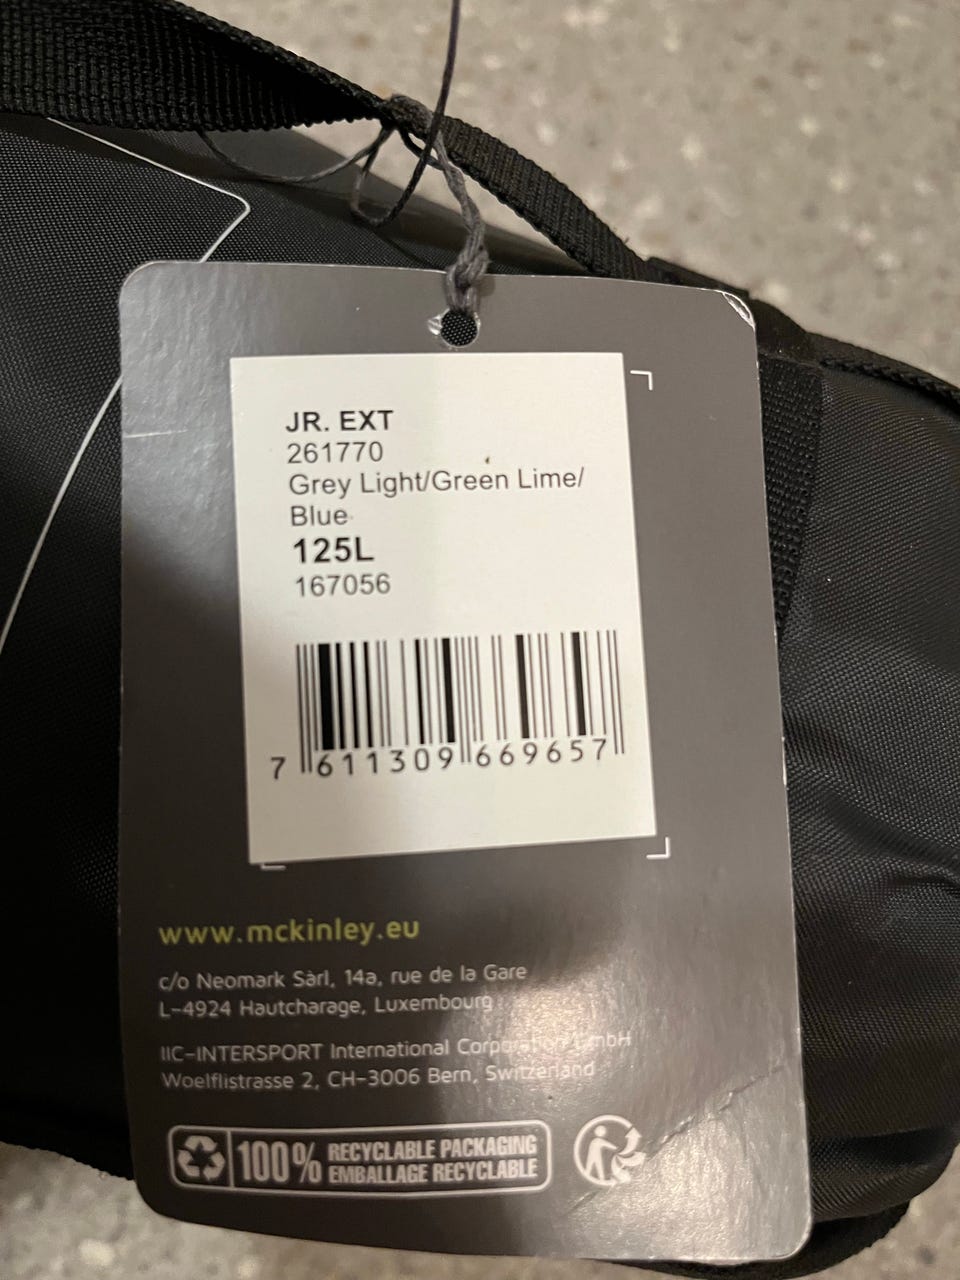 JR. EXT
261770
Grey Light/Green Lime/
Blue
125L
167056
7 611309 669657
www.mckinley.eu
c/o Neomark Sàrl, 14a, rue de la Gare
L-4924 Hautcharage, Luxembourg
IIC-INTERSPORT International Corporation GmbH
Woelflistrasse 2, CH-3006 Bern, Switzerland
100% RECYCLABLE PACKAGING
EMBALLAGE RECYCLABLE